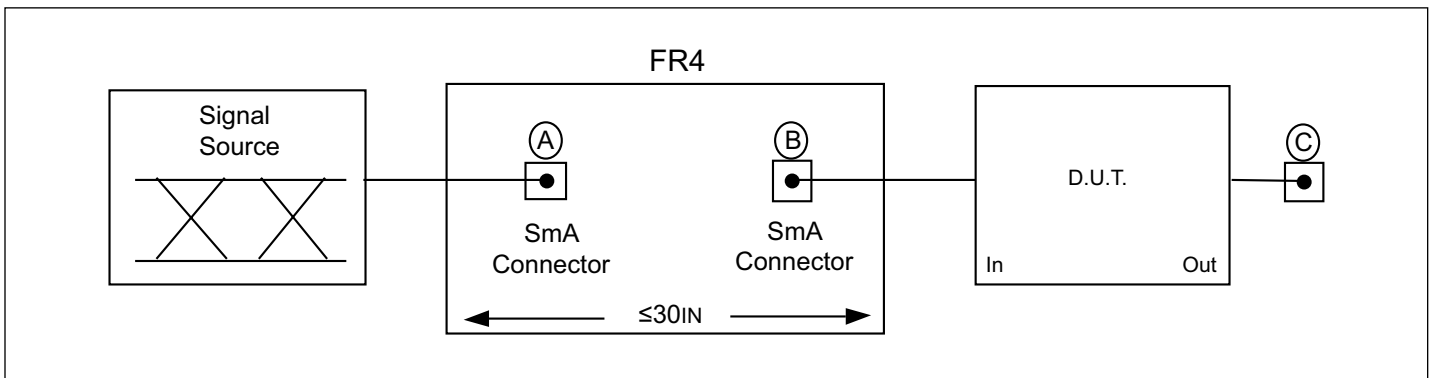 FR4
Signal
Source
A
B
C
D.U.T.
SmA
Connector
SmA
Connector
In
Out
≤30IN